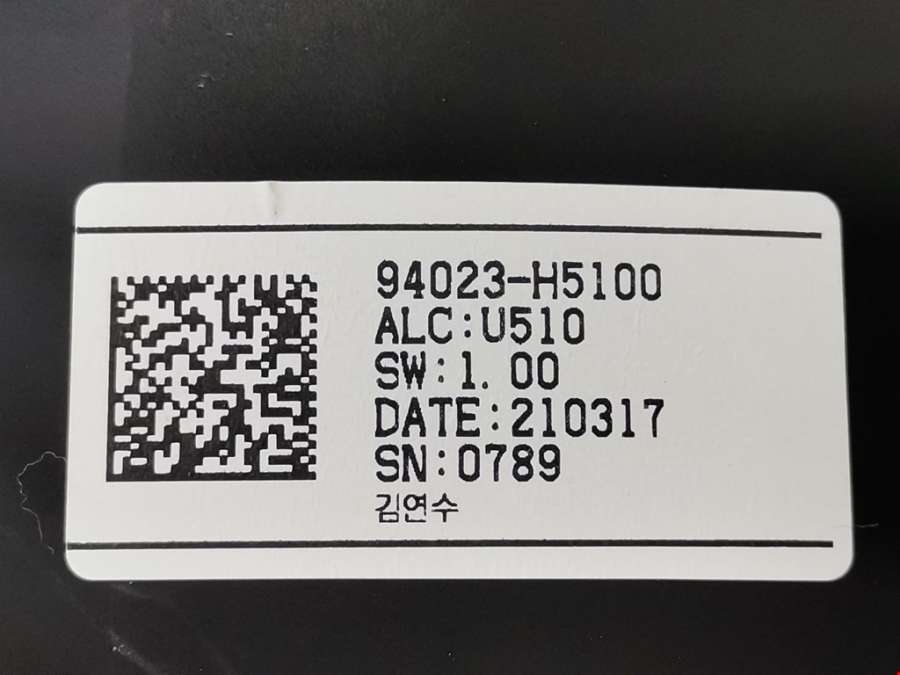 94023-H5100
ALC:U510
SW:1.00
DATE:210317
SN:0789
김연수